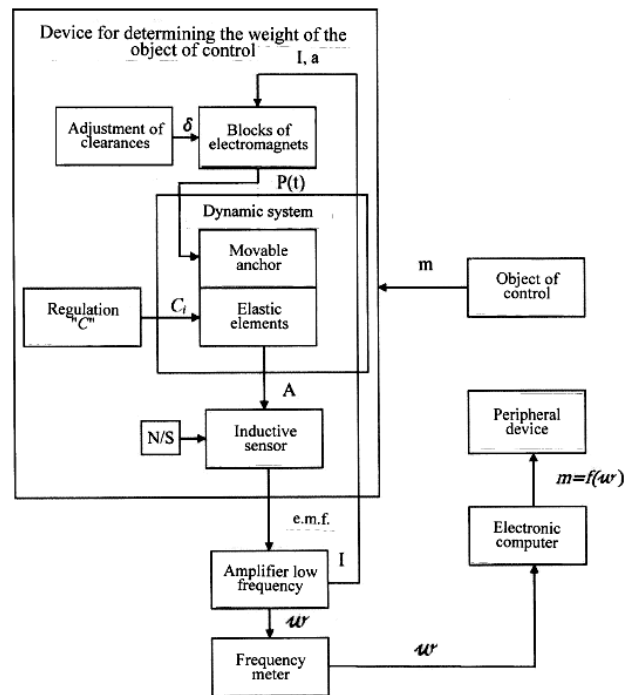 Device for determining the weight of the
object of control
I, a
Adjustment of
clearances
δ
Blocks of
electromagnets
P(t)
Dynamic system
Movable
anchor
m
Object of
control
Regulation
"C"
Cᵢ
Elastic
elements
A
N/S
Inductive
sensor
Peripheral
device
m=f(w)
e.m.f.
Electronic
computer
Amplifier low
frequency
I
w
Frequency
meter
w